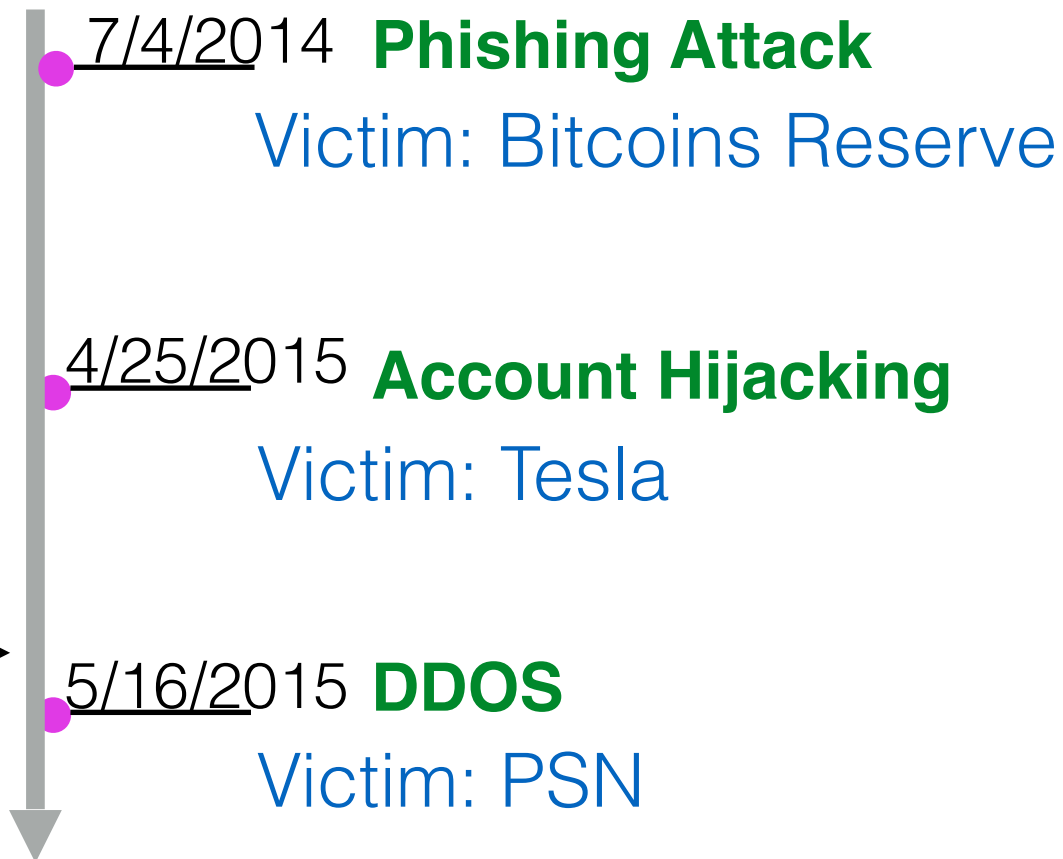 7/4/2014 Phishing Attack
Victim: Bitcoins Reserve
4/25/2015 Account Hijacking
Victim: Tesla
5/16/2015 DDOS
Victim: PSN